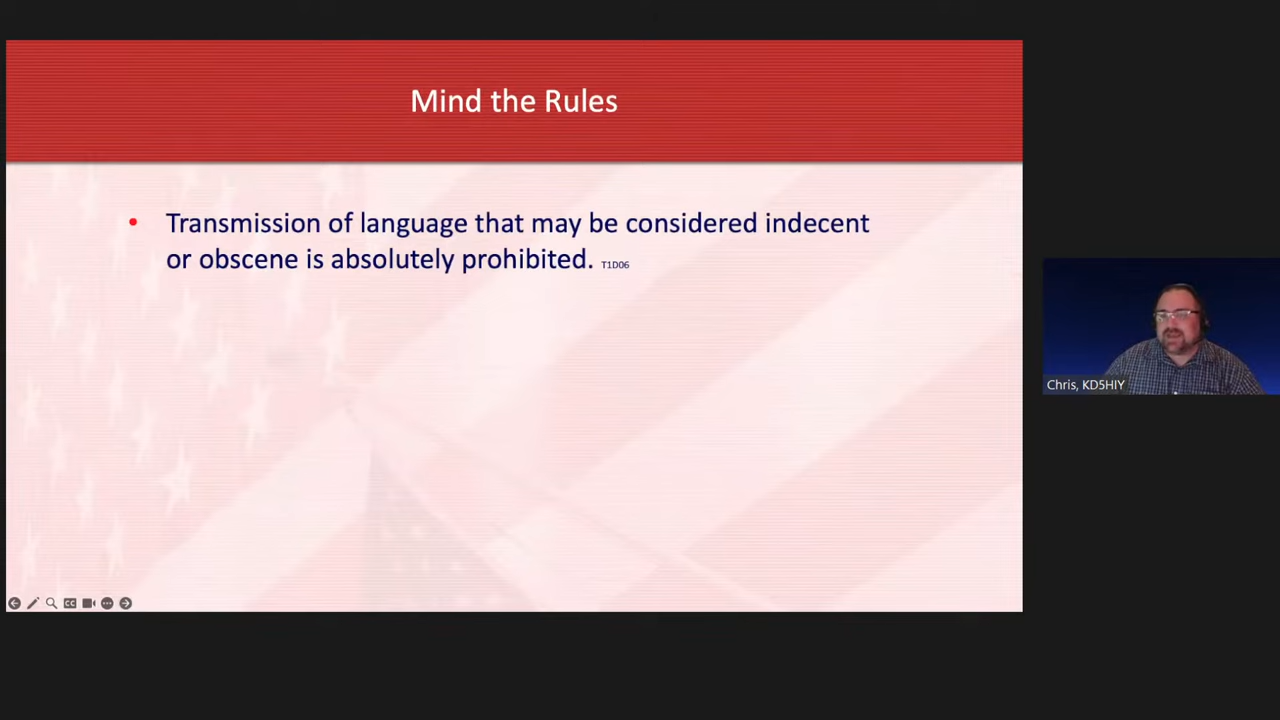 Mind the Rules
• Transmission of language that may be considered indecent
or obscene is absolutely prohibited. T1D06
Chris, KD5HIY
CC